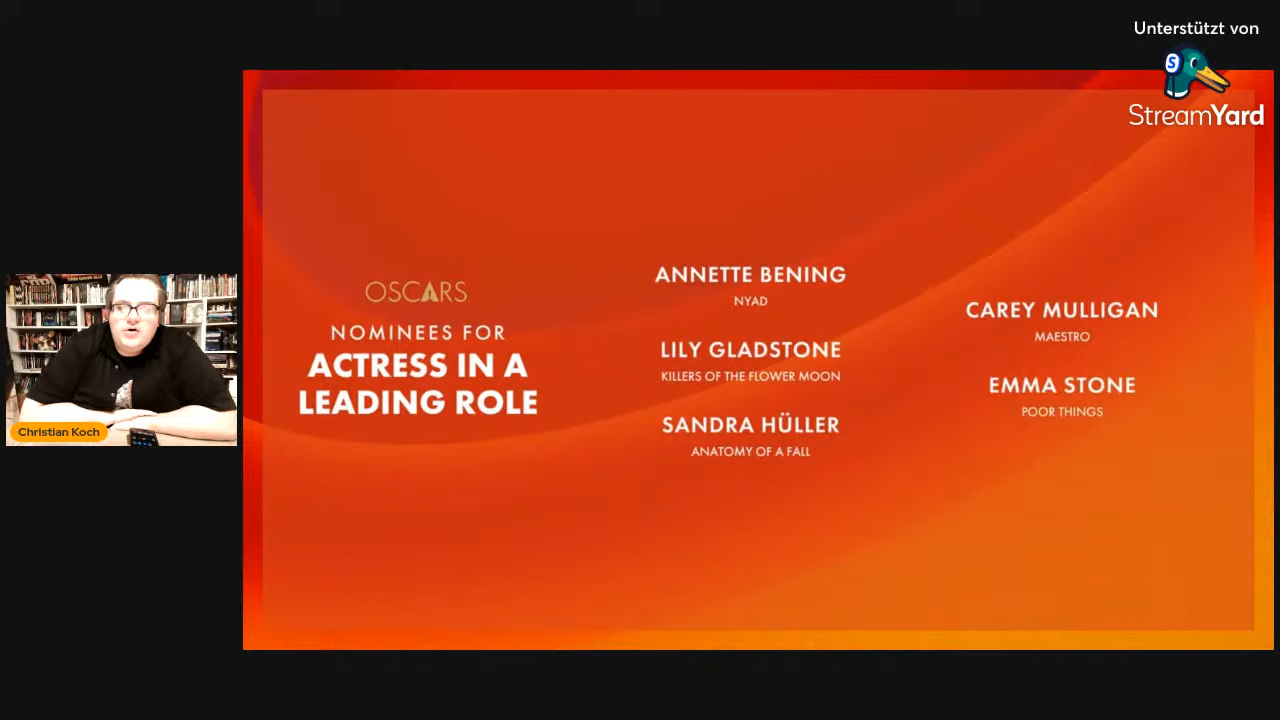 Unterstützt von
S
StreamYard
Christian Koch
OSCARS
NOMINEES FOR
ACTRESS IN A
LEADING ROLE
ANNETTE BENING
NYAD
LILY GLADSTONE
KILLERS OF THE FLOWER MOON
SANDRA HÜLLER
ANATOMY OF A FALL
CAREY MULLIGAN
MAESTRO
EMMA STONE
POOR THINGS